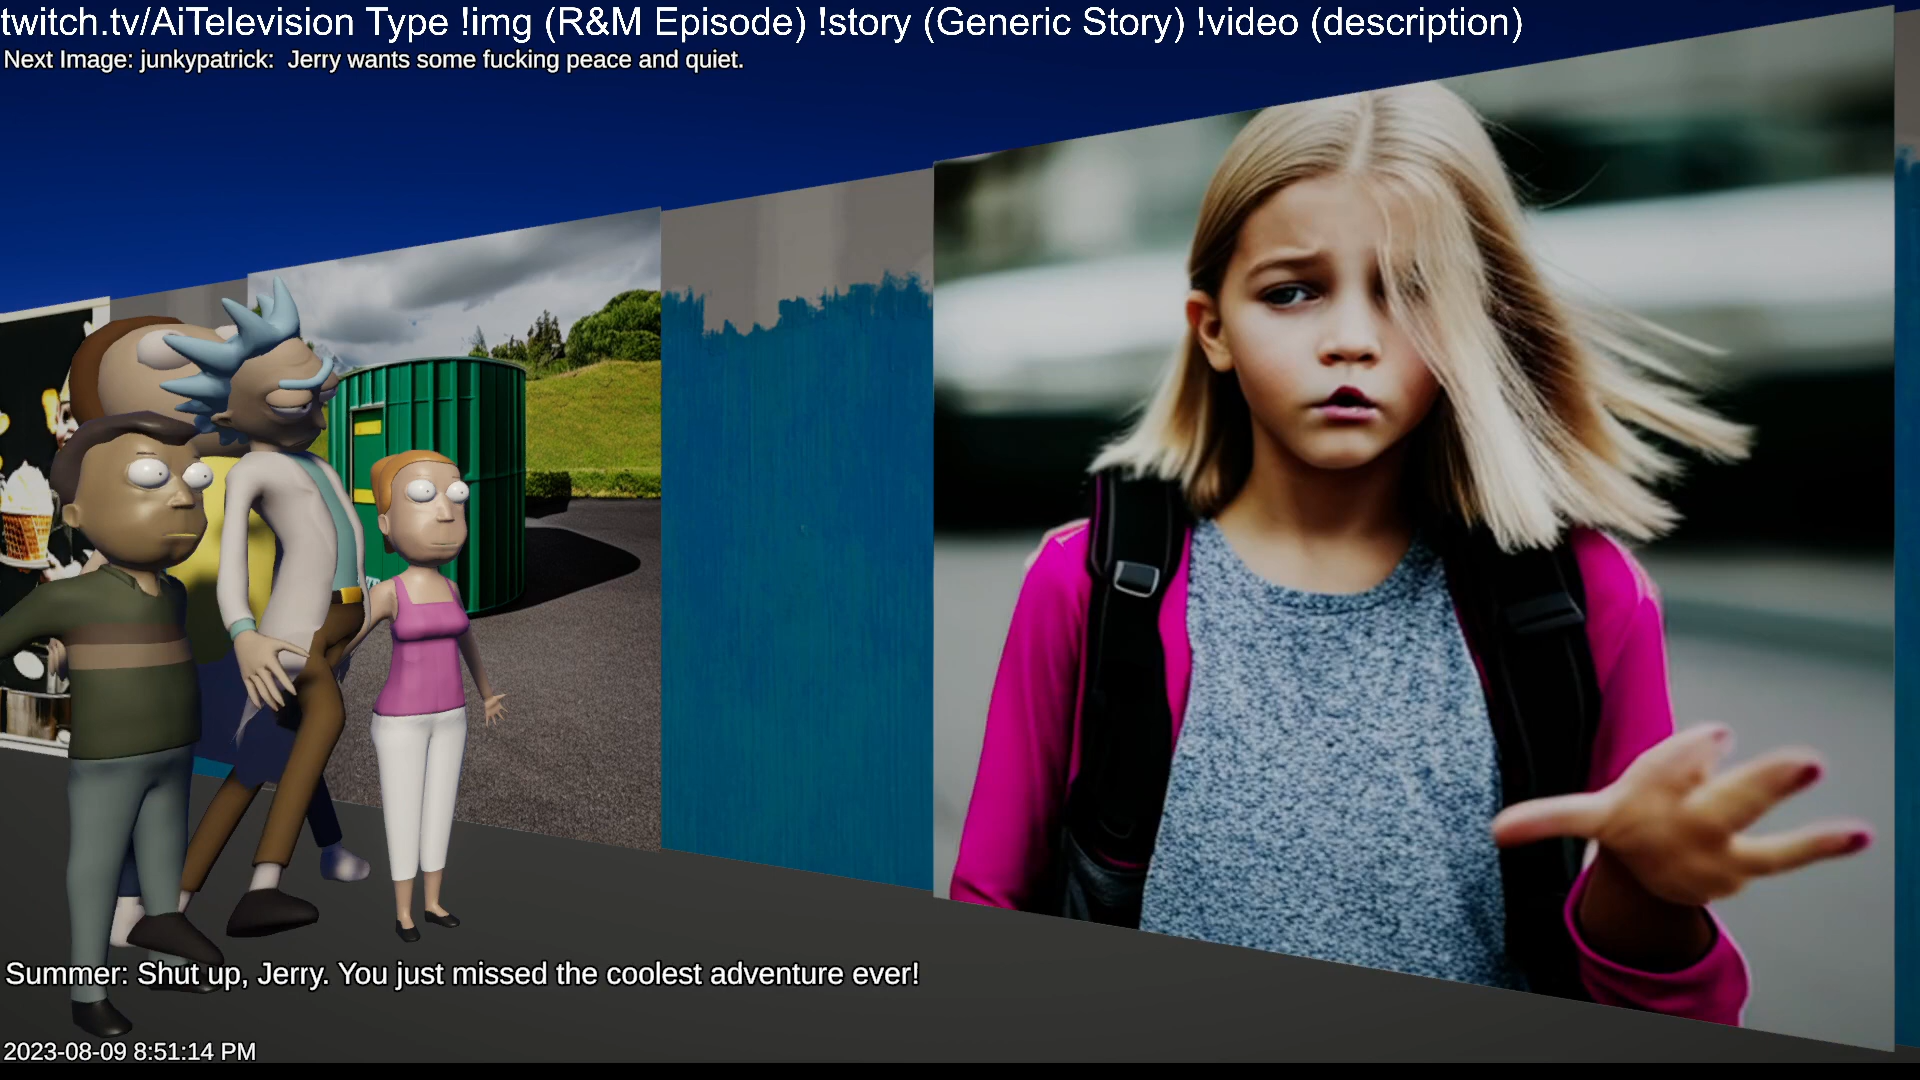 twitch.tv/AiTelevision Type !img (R&M Episode) !story (Generic Story) !video (description)
Next Image: junkypatrick:  Jerry wants some fucking peace and quiet.
Summer: Shut up, Jerry. You just missed the coolest adventure ever!
2023-08-09 8:51:14 PM